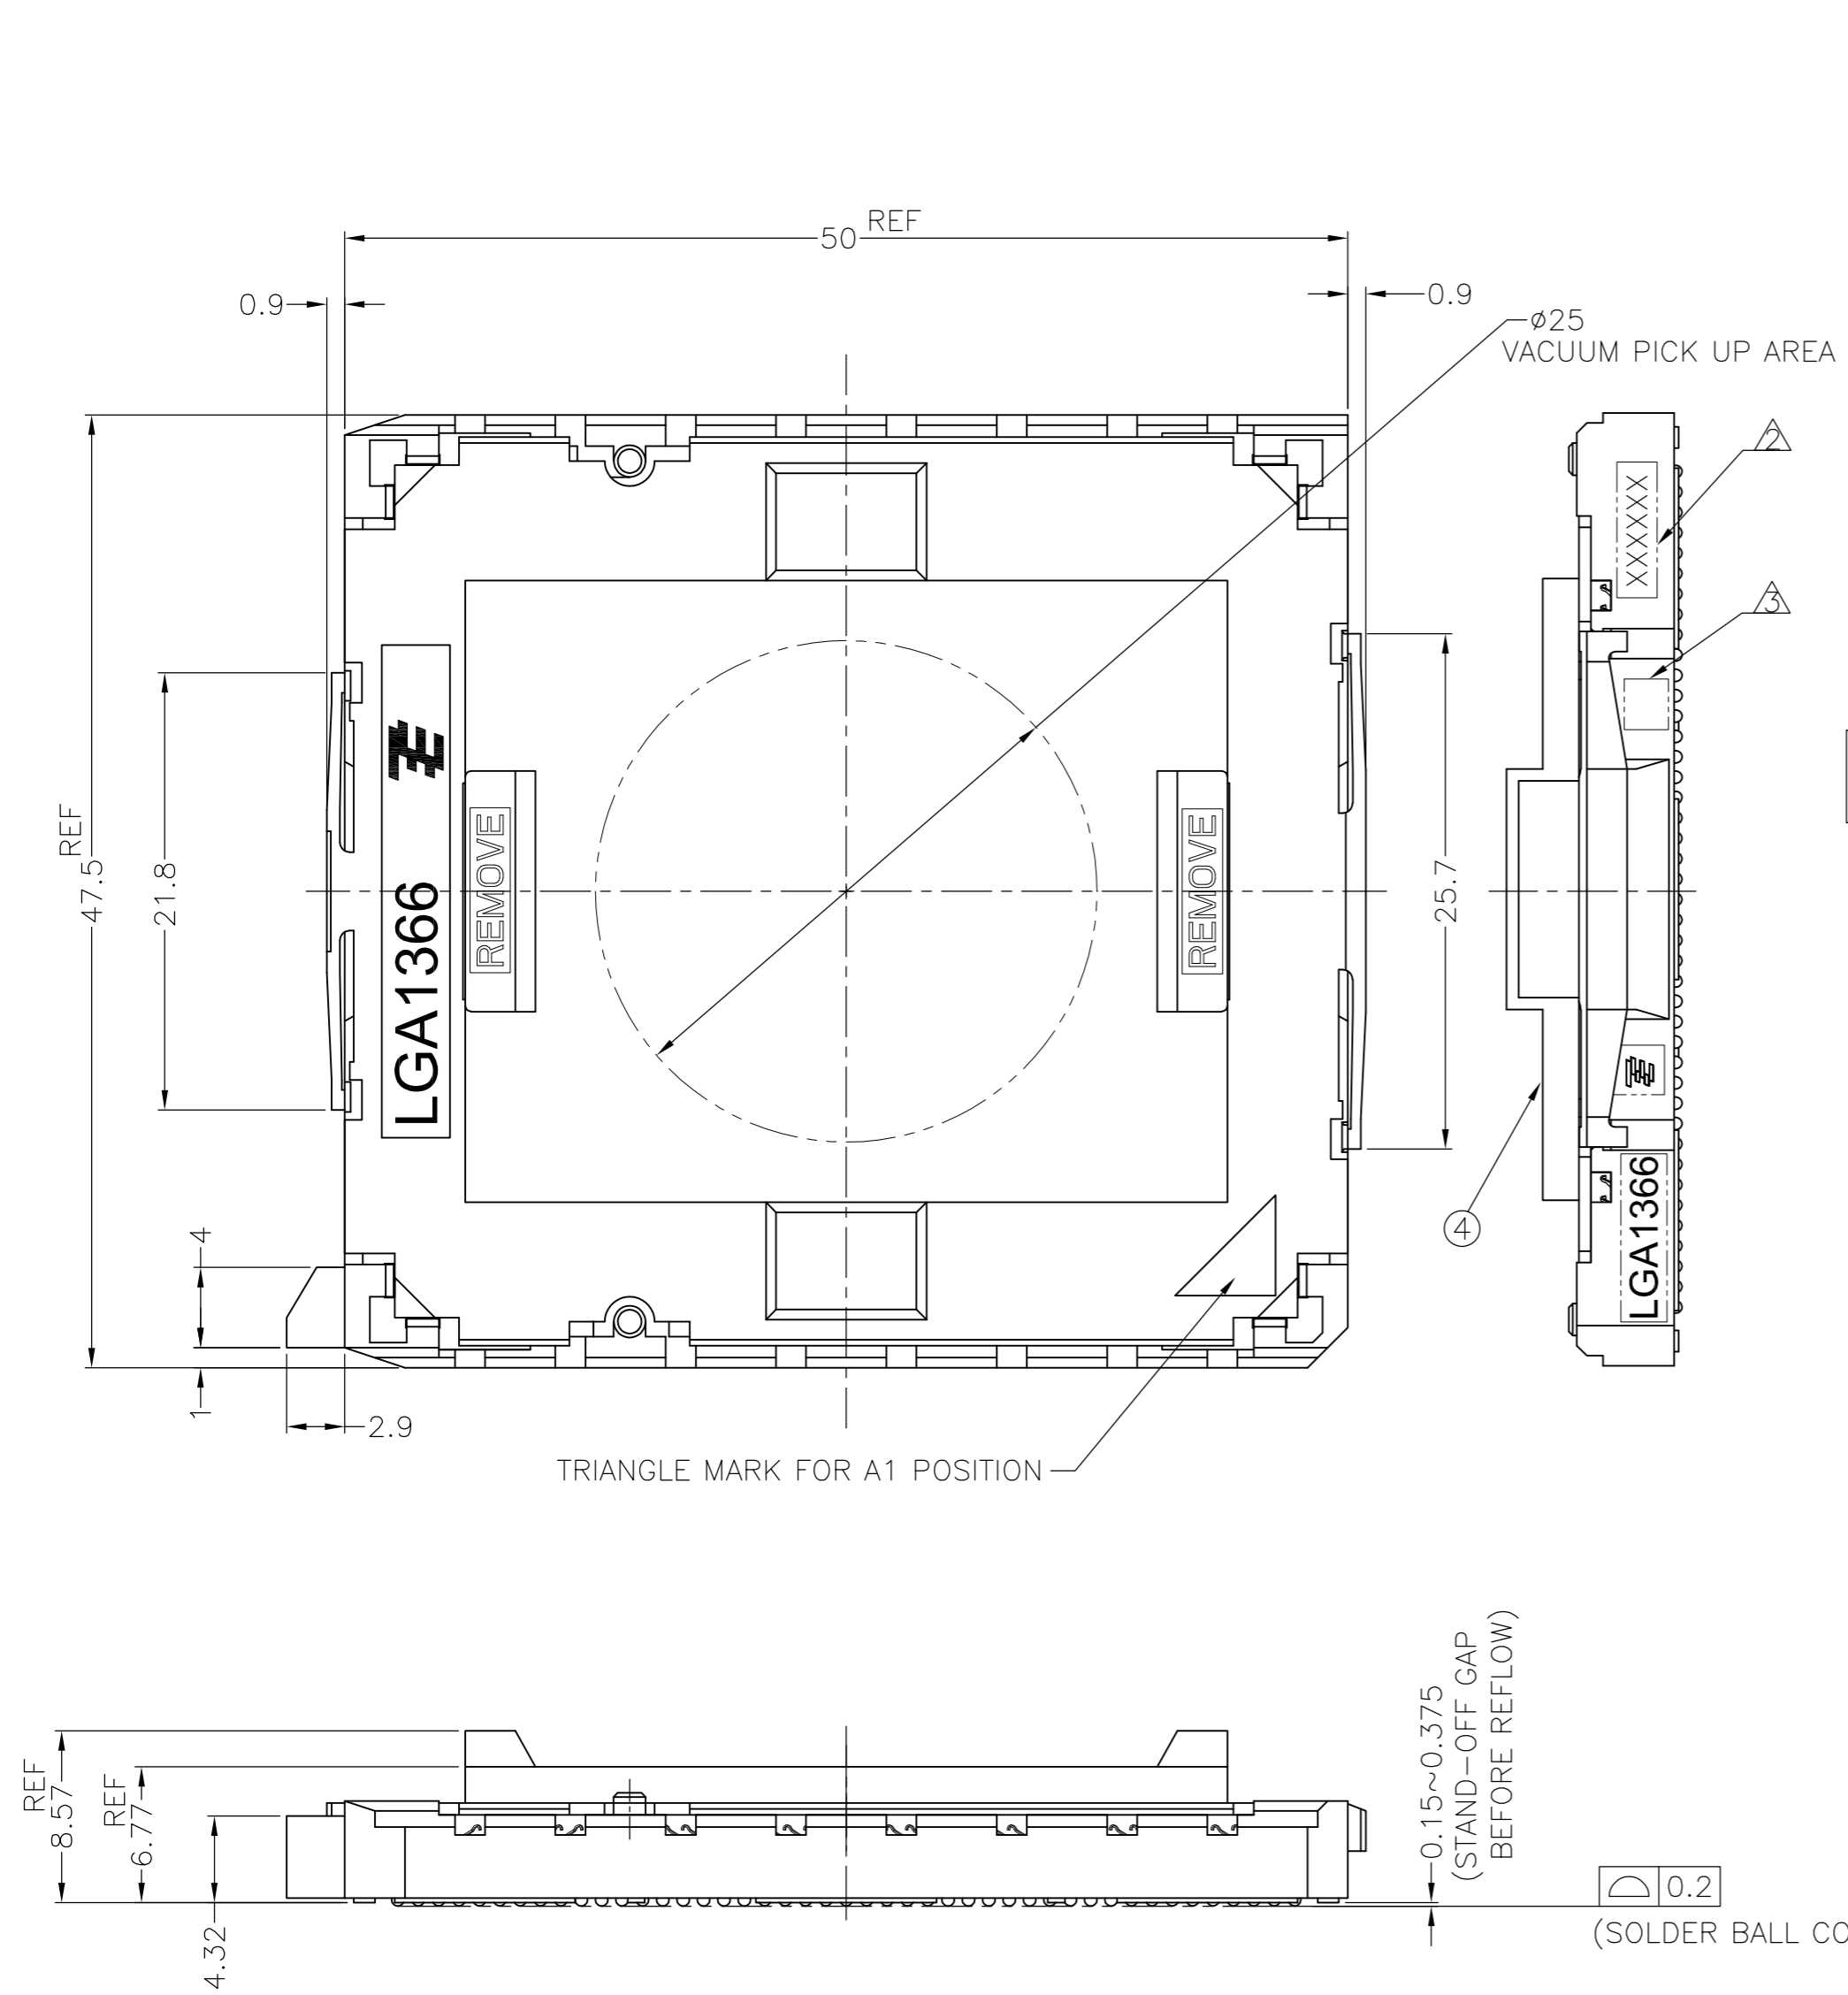 50 REF
0.9
0.9
ø25
VACUUM PICK UP AREA
2
XXXXXX
3
47.5 REF
21.8
TE
LGA1366
REMOVE
REMOVE
25.7
TE
4
LGA1366
4
1
2.9
TRIANGLE MARK FOR A1 POSITION
8.57 REF
6.77 REF
4.32
0.15~0.375
(STAND-OFF GAP
BEFORE REFLOW)
0.2
(SOLDER BALL CO